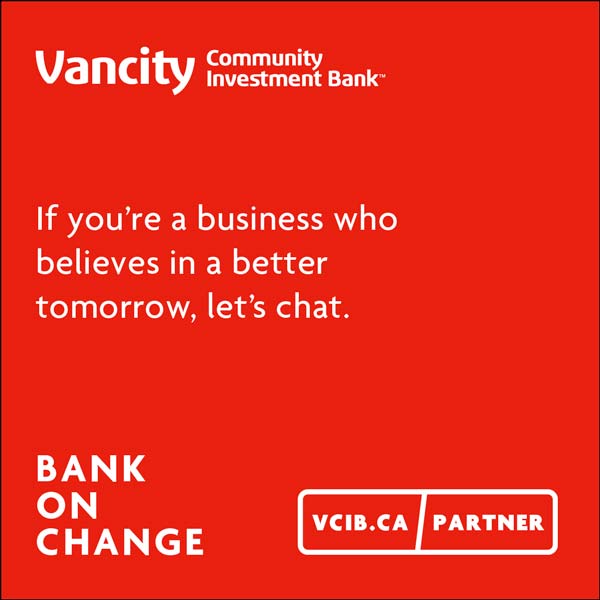 Vancity Community
Investment Bank™
If you’re a business who
believes in a better
tomorrow, let’s chat.
BANK
ON
CHANGE
VCIB.CA / PARTNER